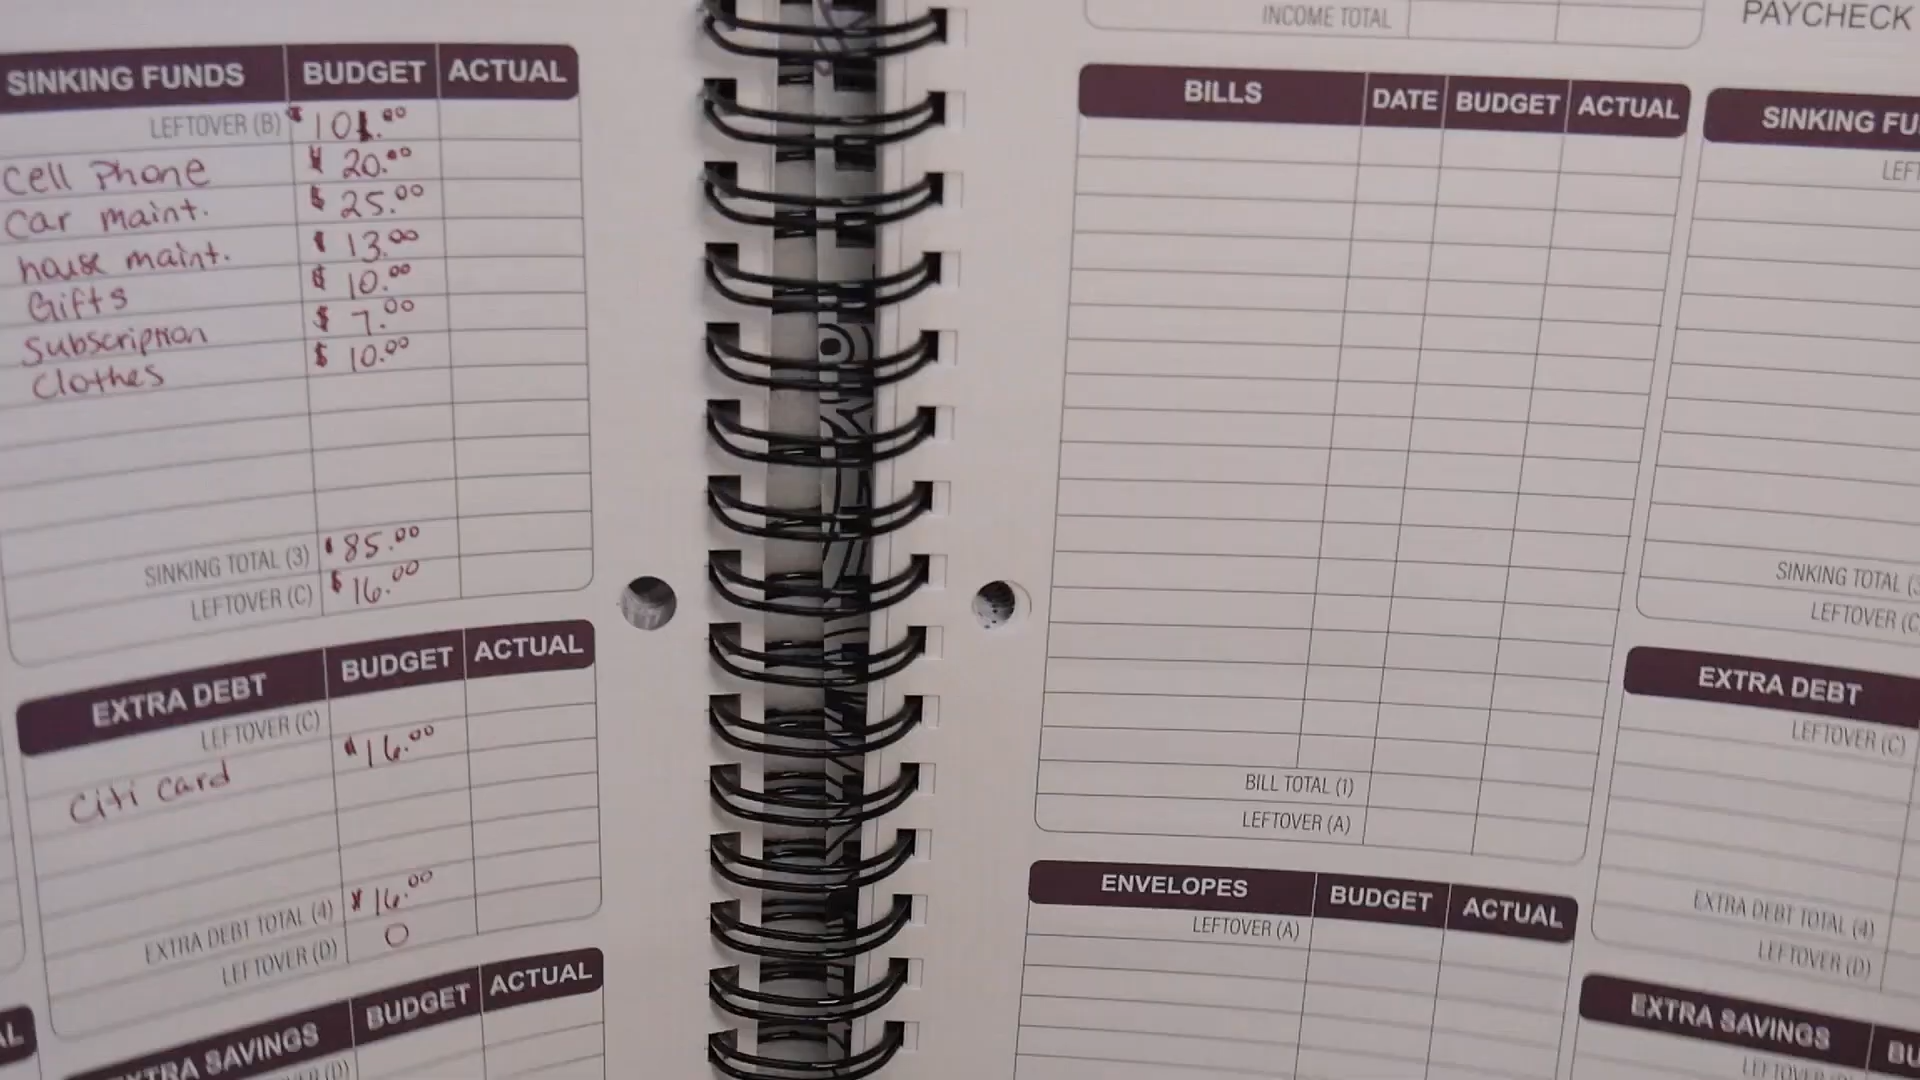 SINKING FUNDS BUDGET ACTUAL
LEFTOVER (B) $101.00
Cell Phone $ 20.00
Car maint. $ 25.00
house maint. $ 13.00
Gifts $ 10.00
Subscription $ 7.00
Clothes $ 10.00
SINKING TOTAL (3) $85.00
LEFTOVER (C) $16.00
EXTRA DEBT BUDGET ACTUAL
LEFTOVER (C)
Citi card $16.00
EXTRA DEBT TOTAL (4) $16.00
LEFTOVER (D) 0
EXTRA SAVINGS BUDGET ACTUAL
INCOME TOTAL
BILLS DATE BUDGET ACTUAL
BILL TOTAL (1)
LEFTOVER (A)
ENVELOPES BUDGET ACTUAL
LEFTOVER (A)
PAYCHECK
SINKING FU
LEFT
SINKING TOTAL (3
LEFTOVER (C
EXTRA DEBT
LEFTOVER (C)
EXTRA DEBT TOTAL (4)
LEFTOVER (D)
EXTRA SAVINGS BU